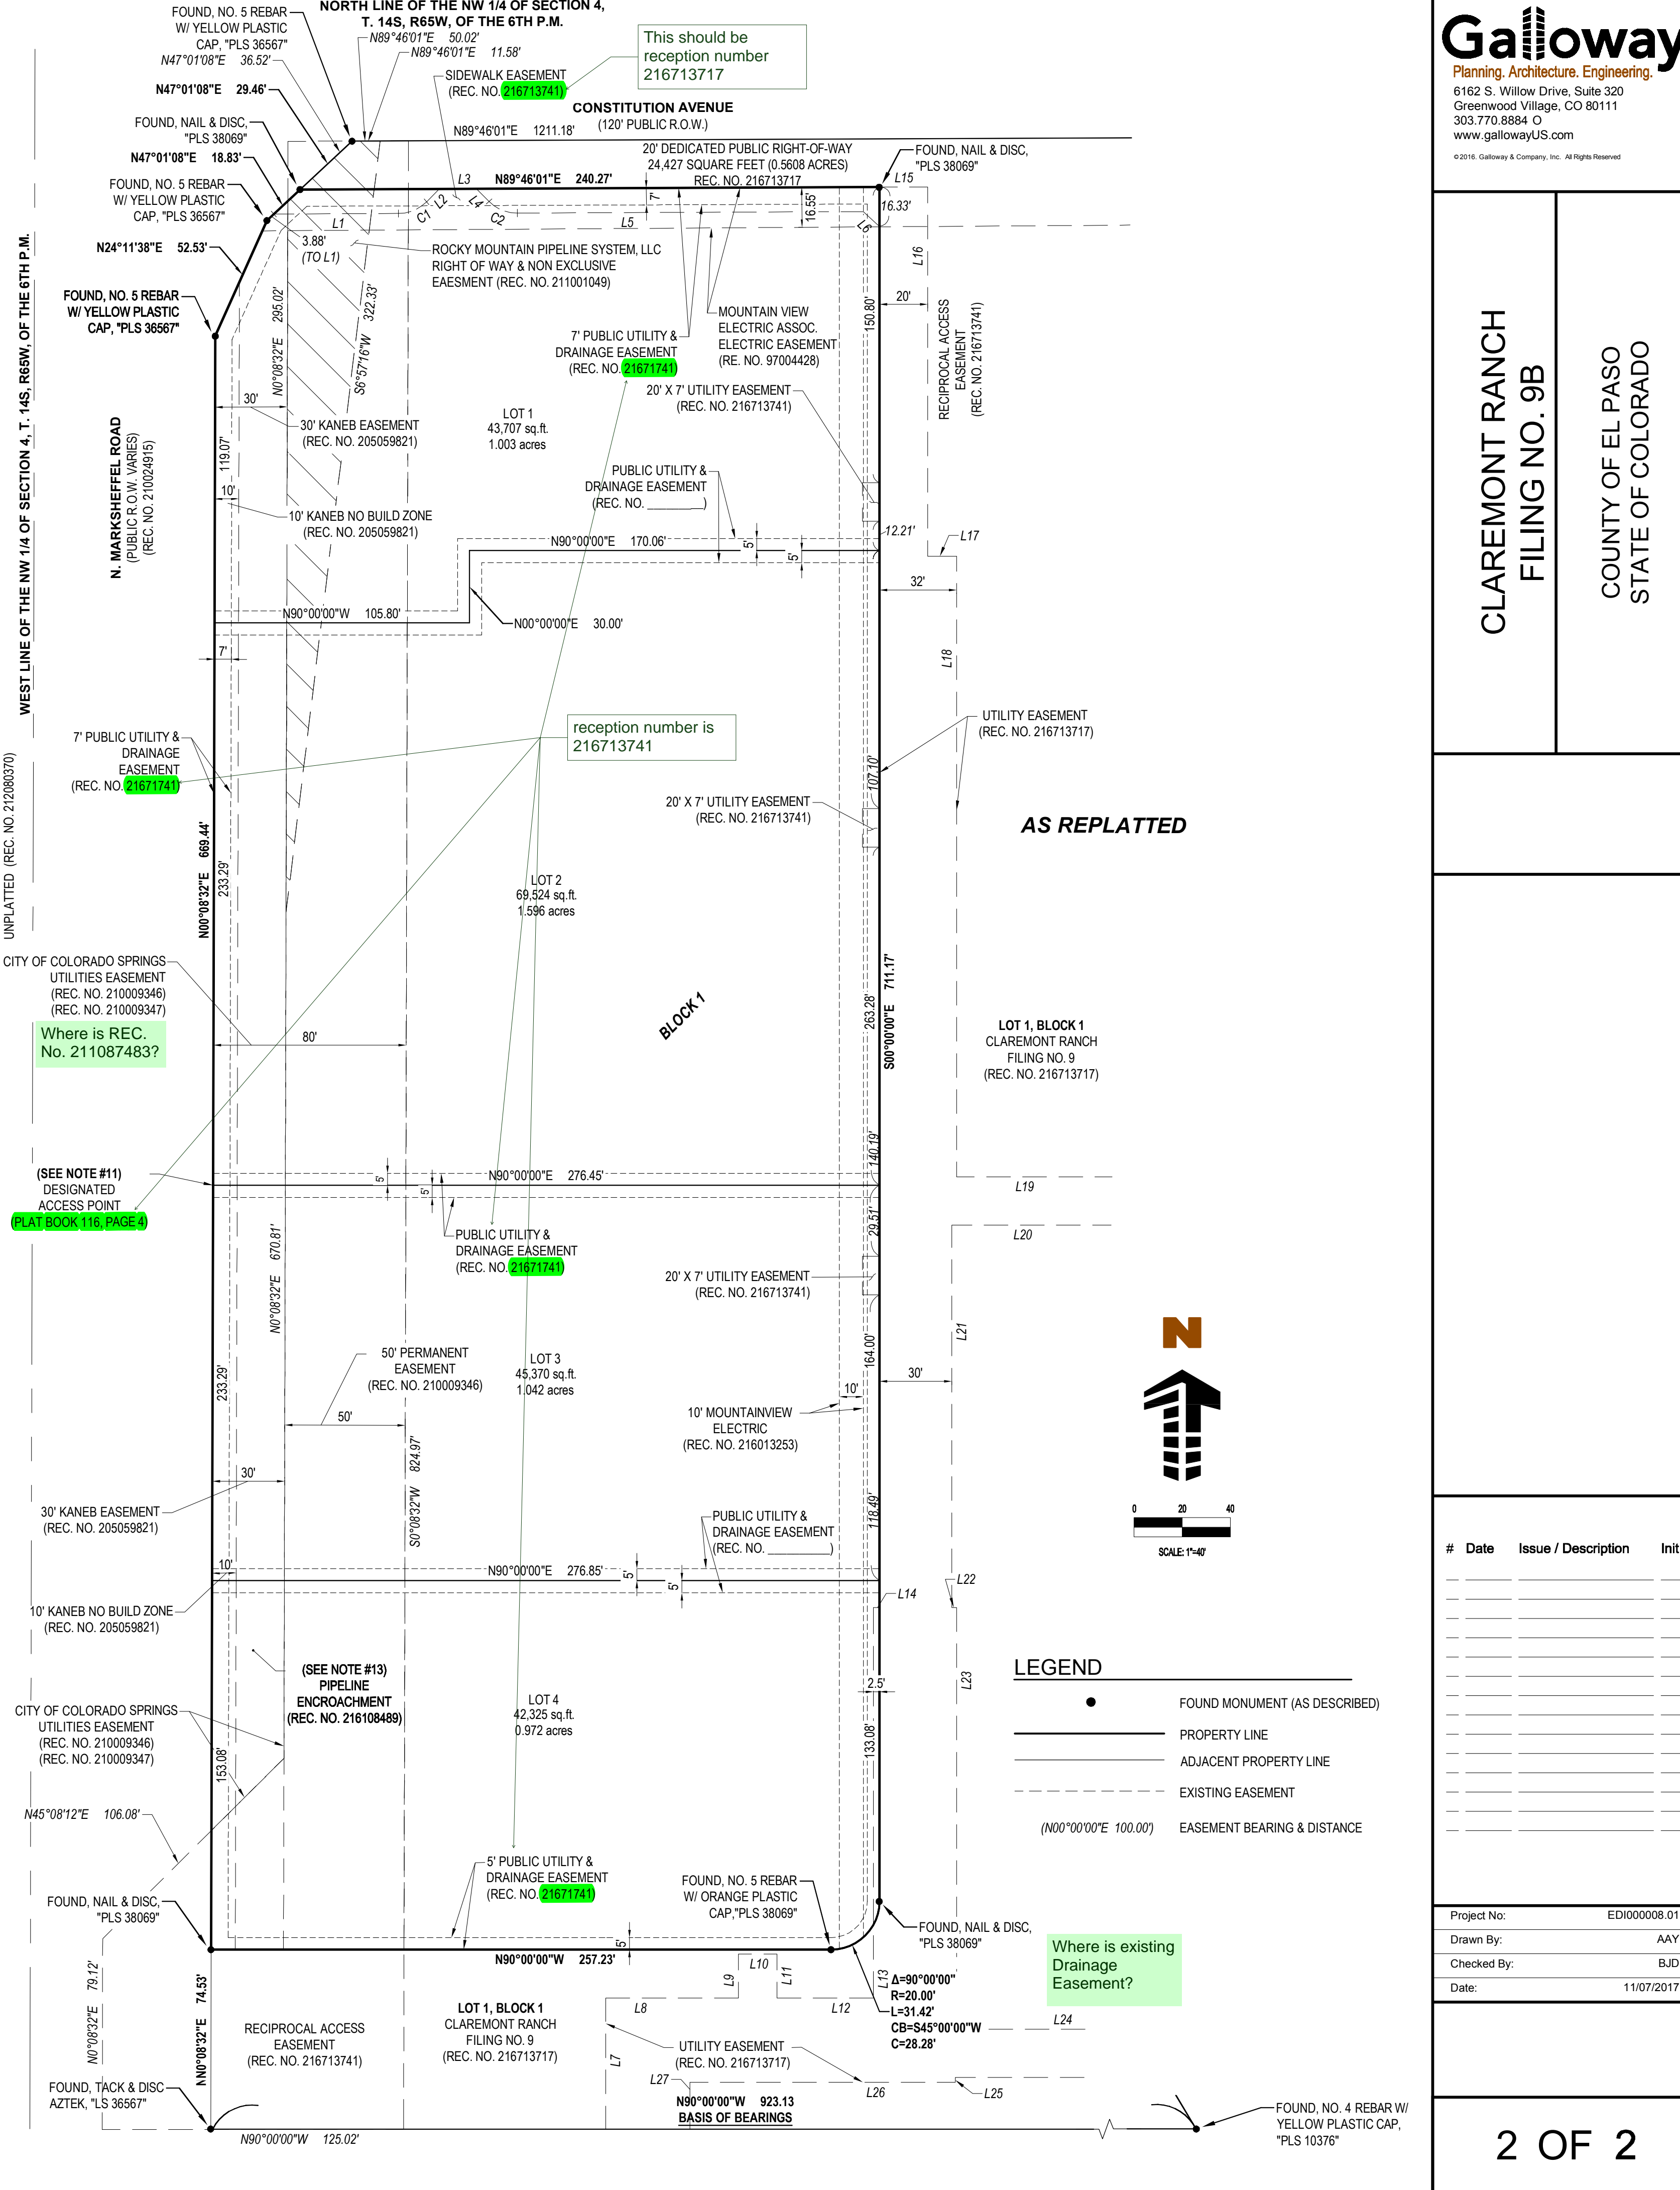 NORTH LINE OF THE NW 1/4 OF SECTION 4,
T. 14S, R65W, OF THE 6TH P.M.
FOUND, NO. 5 REBAR
W/ YELLOW PLASTIC
CAP, "PLS 36567"
N47°01'08"E 36.52'
N89°46'01"E 50.02'
N89°46'01"E 11.58'
This should be
reception number
216713717
SIDEWALK EASEMENT
(REC. NO. 216713741)
N47°01'08"E 29.46'
CONSTITUTION AVENUE
(120' PUBLIC R.O.W.)
N89°46'01"E 1211.18'
FOUND, NAIL & DISC,
"PLS 38069"
N47°01'08"E 18.83'
20' DEDICATED PUBLIC RIGHT-OF-WAY
24,427 SQUARE FEET (0.5608 ACRES)
REC. NO. 216713717
FOUND, NAIL & DISC,
"PLS 38069"
FOUND, NO. 5 REBAR
W/ YELLOW PLASTIC
CAP, "PLS 36567"
L3
N89°46'01"E 240.27'
L15
7'
16.55'
16.33'
L1
C1
L2
L4
C2
L5
L6
N24°11'38"E 52.53'
3.88'
(TO L1)
ROCKY MOUNTAIN PIPELINE SYSTEM, LLC
RIGHT OF WAY & NON EXCLUSIVE
EAESMENT (REC. NO. 211001049)
L16
FOUND, NO. 5 REBAR
W/ YELLOW PLASTIC
CAP, "PLS 36567"
N0°08'32"E 295.02'
S6°57'16"W 322.33'
MOUNTAIN VIEW
ELECTRIC ASSOC.
ELECTRIC EASEMENT
(RE. NO. 97004428)
150.80'
20'
RECIPROCAL ACCESS
EASEMENT
(REC. NO. 216713741)
7' PUBLIC UTILITY &
DRAINAGE EASEMENT
(REC. NO. 21671741)
20' X 7' UTILITY EASEMENT
(REC. NO. 216713741)
WEST LINE OF THE NW 1/4 OF SECTION 4, T. 14S, R65W, OF THE 6TH P.M.
30'
30' KANEB EASEMENT
(REC. NO. 205059821)
LOT 1
43,707 sq.ft.
1.003 acres
N. MARKSHEFFEL ROAD
(PUBLIC R.O.W. VARIES)
(REC. NO. 210024915)
119.07'
PUBLIC UTILITY &
DRAINAGE EASEMENT
(REC. NO. _________)
10'
10' KANEB NO BUILD ZONE
(REC. NO. 205059821)
12.21'
L17
N90°00'00"E 170.06'
5'
5'
32'
N90°00'00"W 105.80'
N00°00'00"E 30.00'
7'
L18
7' PUBLIC UTILITY &
DRAINAGE
EASEMENT
(REC. NO. 21671741)
reception number is
216713741
UTILITY EASEMENT
(REC. NO. 216713717)
UNPLATTED (REC. NO. 212080370)
107.10'
20' X 7' UTILITY EASEMENT
(REC. NO. 216713741)
AS REPLATTED
N00°08'32"E 669.44'
233.29'
LOT 2
69,524 sq.ft.
1.596 acres
CITY OF COLORADO SPRINGS
UTILITIES EASEMENT
(REC. NO. 210009346)
(REC. NO. 210009347)
Where is REC.
No. 211087483?
80'
BLOCK 1
263.28'
S00°00'00"E 711.17'
LOT 1, BLOCK 1
CLAREMONT RANCH
FILING NO. 9
(REC. NO. 216713717)
140.19'
(SEE NOTE #11)
DESIGNATED
ACCESS POINT
(PLAT BOOK 116, PAGE 4)
5'
5'
N90°00'00"E 276.45'
L19
29.51'
L20
PUBLIC UTILITY &
DRAINAGE EASEMENT
(REC. NO. 21671741)
N0°08'32"E 670.81'
20' X 7' UTILITY EASEMENT
(REC. NO. 216713741)
L21
N
50' PERMANENT
EASEMENT
(REC. NO. 210009346)
LOT 3
45,370 sq.ft.
1.042 acres
164.00'
30'
233.29'
10'
50'
10' MOUNTAINVIEW
ELECTRIC
(REC. NO. 216013253)
S0°08'32"W 824.97'
30'
30' KANEB EASEMENT
(REC. NO. 205059821)
118.49'
PUBLIC UTILITY &
DRAINAGE EASEMENT
(REC. NO. __________)
0 20 40
SCALE: 1"=40'
10'
N90°00'00"E 276.85'
5'
5'
L22
L14
10' KANEB NO BUILD ZONE
(REC. NO. 205059821)
(SEE NOTE #13)
PIPELINE
ENCROACHMENT
(REC. NO. 216108489)
2.5'
L23
LEGEND
FOUND MONUMENT (AS DESCRIBED)
PROPERTY LINE
ADJACENT PROPERTY LINE
EXISTING EASEMENT
(N00°00'00"E 100.00') EASEMENT BEARING & DISTANCE
CITY OF COLORADO SPRINGS
UTILITIES EASEMENT
(REC. NO. 210009346)
(REC. NO. 210009347)
LOT 4
42,325 sq.ft.
0.972 acres
153.08'
133.08'
N45°08'12"E 106.08'
5' PUBLIC UTILITY &
DRAINAGE EASEMENT
(REC. NO. 21671741)
FOUND, NO. 5 REBAR
W/ ORANGE PLASTIC
CAP,"PLS 38069"
FOUND, NAIL & DISC,
"PLS 38069"
FOUND, NAIL & DISC,
"PLS 38069"
Where is existing
Drainage
Easement?
5'
N90°00'00"W 257.23'
L9
L10
L11
L13
Δ=90°00'00"
R=20.00'
L=31.42'
CB=S45°00'00"W
C=28.28'
L8
L12
L24
N0°08'32"E 79.12'
N0°08'32"E 74.53'
RECIPROCAL ACCESS
EASEMENT
(REC. NO. 216713741)
LOT 1, BLOCK 1
CLAREMONT RANCH
FILING NO. 9
(REC. NO. 216713717)
L7
UTILITY EASEMENT
(REC. NO. 216713717)
L27
L26
L25
FOUND, TACK & DISC
AZTEK, "LS 36567"
N90°00'00"W 923.13
BASIS OF BEARINGS
N90°00'00"W 125.02'
FOUND, NO. 4 REBAR W/
YELLOW PLASTIC CAP,
"PLS 10376"
Galloway
Planning. Architecture. Engineering.
6162 S. Willow Drive, Suite 320
Greenwood Village, CO 80111
303.770.8884 O
www.gallowayUS.com
©2016. Galloway & Company, Inc. All Rights Reserved
CLAREMONT RANCH
FILING NO. 9B
COUNTY OF EL PASO
STATE OF COLORADO
# Date Issue / Description Init
Project No: EDI000008.01
Drawn By: AAY
Checked By: BJD
Date: 11/07/2017
2 OF 2